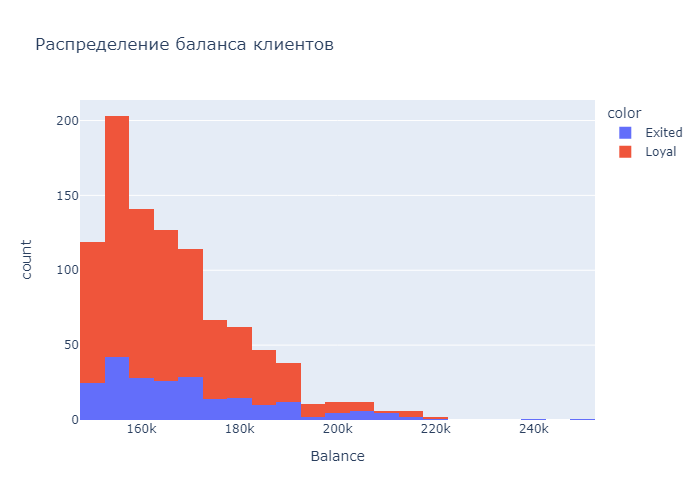 Распределение баланса клиентов
color
Exited
Loyal
200
150
100
50
0
count
160k
180k
200k
220k
240k
Balance